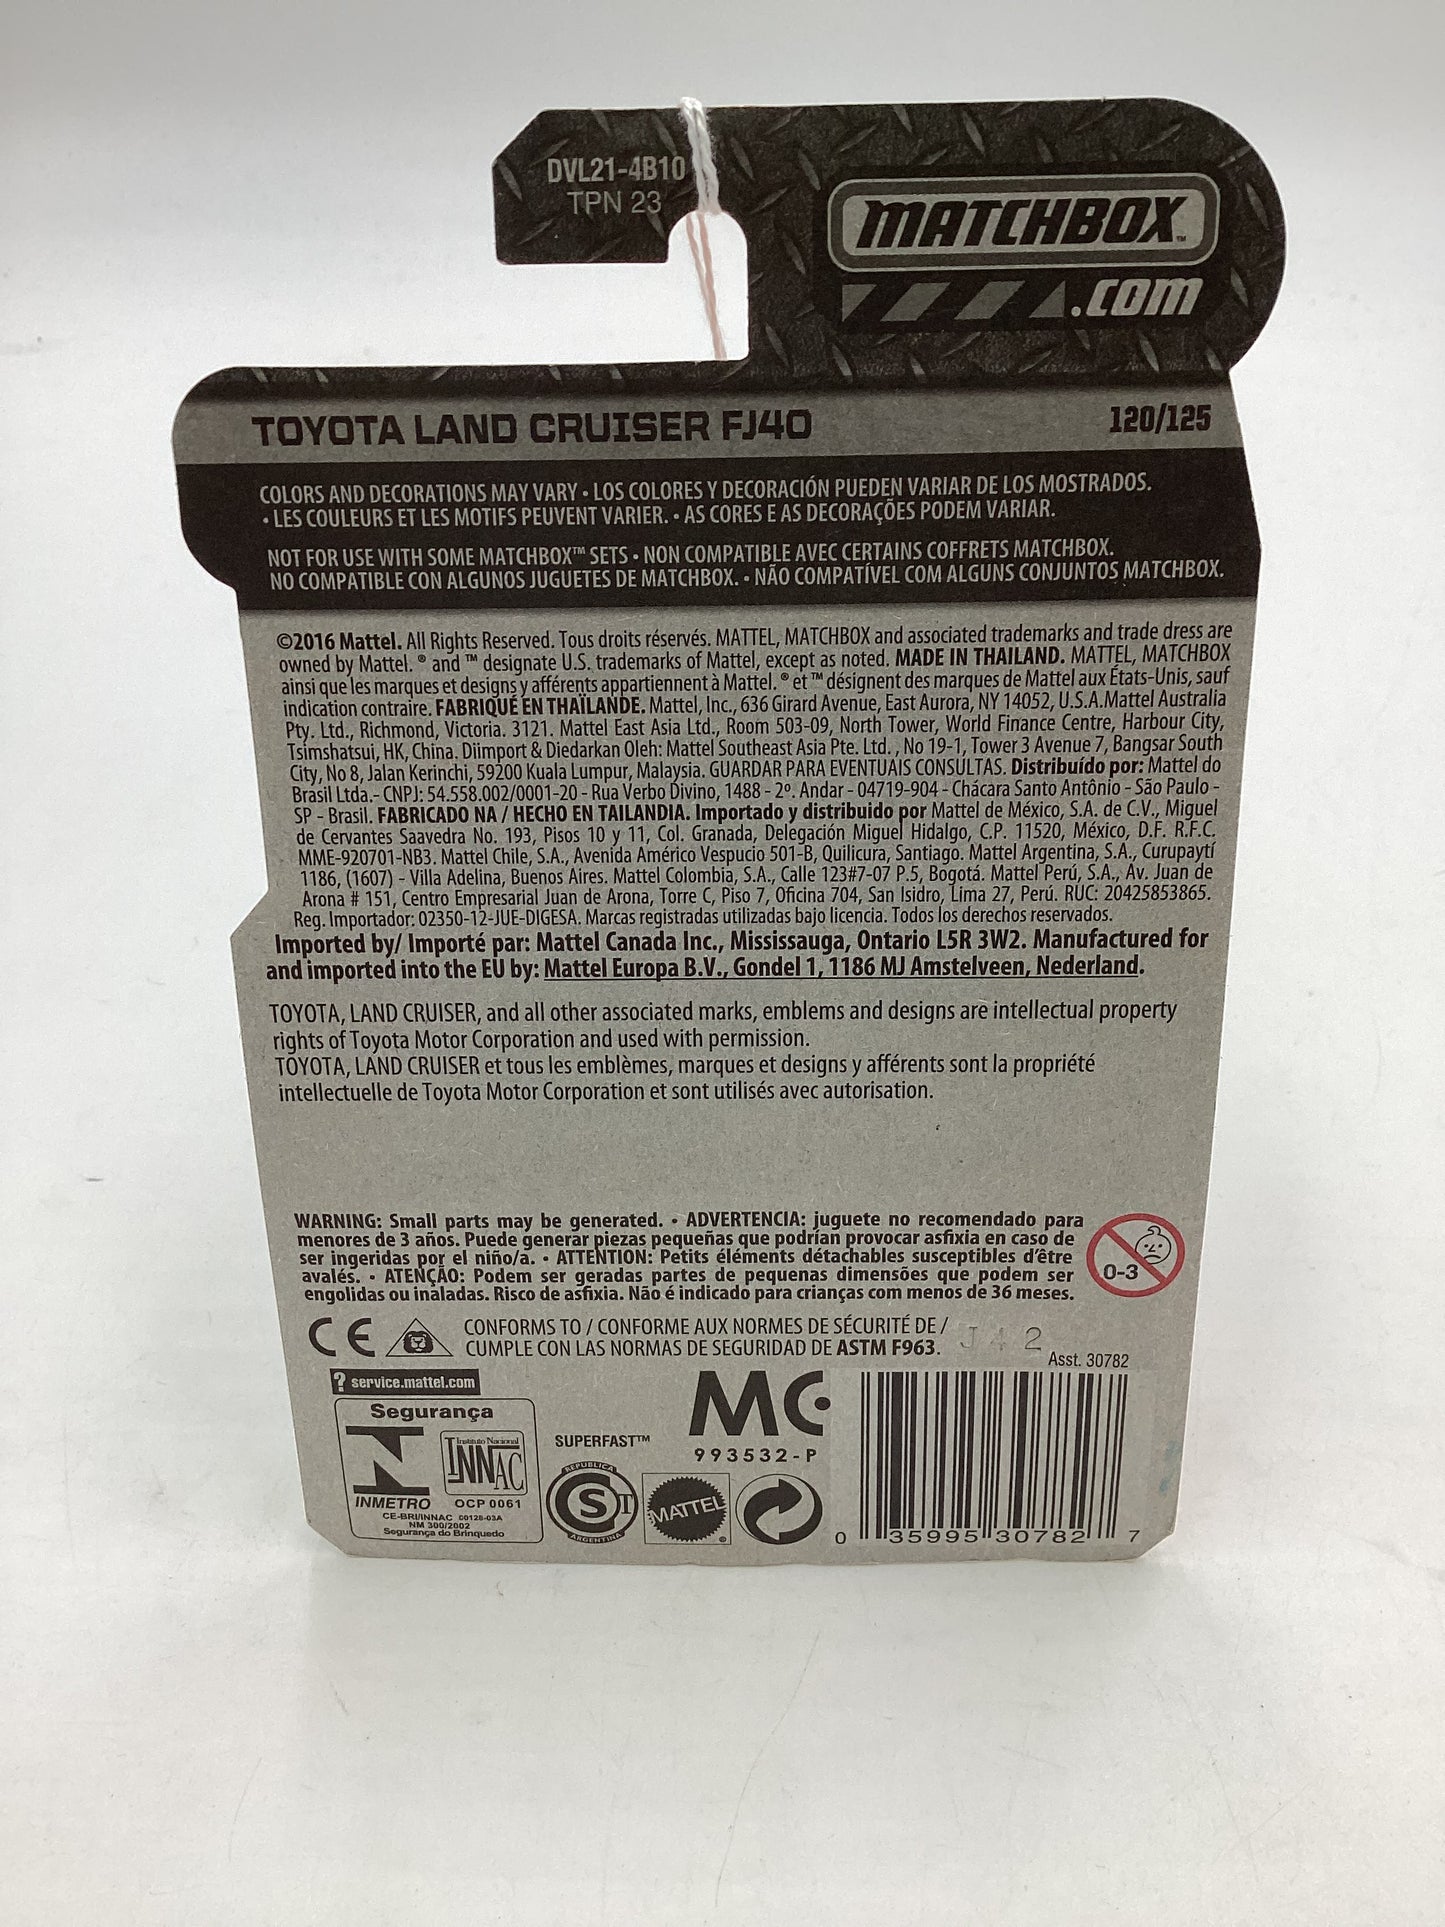 DVL21-4B10
TPN 23
MATCHBOX™
.com
TOYOTA LAND CRUISER FJ40 120/125
COLORS AND DECORATIONS MAY VARY • LOS COLORES Y DECORACIÓN PUEDEN VARIAR DE LOS MOSTRADOS.
• LES COULEURS ET LES MOTIFS PEUVENT VARIER. • AS CORES E AS DECORAÇÕES PODEM VARIAR.
NOT FOR USE WITH SOME MATCHBOX™ SETS • NON COMPATIBLE AVEC CERTAINS COFFRETS MATCHBOX.
NO COMPATIBLE CON ALGUNOS JUGUETES DE MATCHBOX. • NÃO COMPATÍVEL COM ALGUNS CONJUNTOS MATCHBOX.
©2016 Mattel. All Rights Reserved. Tous droits réservés. MATTEL, MATCHBOX and associated trademarks and trade dress are
owned by Mattel. ® and ™ designate U.S. trademarks of Mattel, except as noted. MADE IN THAILAND. MATTEL, MATCHBOX
ainsi que les marques et designs y afférents appartiennent à Mattel. ® et ™ désignent des marques de Mattel aux États-Unis, sauf
indication contraire. FABRIQUÉ EN THAÏLANDE. Mattel, Inc., 636 Girard Avenue, East Aurora, NY 14052, U.S.A.Mattel Australia
Pty. Ltd., Richmond, Victoria. 3121. Mattel East Asia Ltd., Room 503-09, North Tower, World Finance Centre, Harbour City,
Tsimshatsui, HK, China. Diimport & Diedarkan Oleh: Mattel Southeast Asia Pte. Ltd. , No 19-1, Tower 3 Avenue 7, Bangsar South
City, No 8, Jalan Kerinchi, 59200 Kuala Lumpur, Malaysia. GUARDAR PARA EVENTUAIS CONSULTAS. Distribuído por: Mattel do
Brasil Ltda.- CNPJ: 54.558.002/0001-20 - Rua Verbo Divino, 1488 - 2º. Andar - 04719-904 - Chácara Santo Antônio - São Paulo -
SP - Brasil. FABRICADO NA / HECHO EN TAILANDIA. Importado y distribuido por Mattel de México, S.A. de C.V., Miguel
de Cervantes Saavedra No. 193, Pisos 10 y 11, Col. Granada, Delegación Miguel Hidalgo, C.P. 11520, México, D.F. R.F.C.
MME-920701-NB3. Mattel Chile, S.A., Avenida Américo Vespucio 501-B, Quilicura, Santiago. Mattel Argentina, S.A., Curupaytí
1186, (1607) - Villa Adelina, Buenos Aires. Mattel Colombia, S.A., Calle 123#7-07 P.5, Bogotá. Mattel Perú, S.A., Av. Juan de
Arona # 151, Centro Empresarial Juan de Arona, Torre C, Piso 7, Oficina 704, San Isidro, Lima 27, Perú. RUC: 20425853865.
Reg. Importador: 02350-12-JUE-DIGESA. Marcas registradas utilizadas bajo licencia. Todos los derechos reservados.
Imported by/ Importé par: Mattel Canada Inc., Mississauga, Ontario L5R 3W2. Manufactured for
and imported into the EU by: Mattel Europa B.V., Gondel 1, 1186 MJ Amstelveen, Nederland.
TOYOTA, LAND CRUISER, and all other associated marks, emblems and designs are intellectual property
rights of Toyota Motor Corporation and used with permission.
TOYOTA, LAND CRUISER et tous les emblèmes, marques et designs y afférents sont la propriété
intellectuelle de Toyota Motor Corporation et sont utilisés avec autorisation.
WARNING: Small parts may be generated. • ADVERTENCIA: juguete no recomendado para
menores de 3 años. Puede generar piezas pequeñas que podrían provocar asfixia en caso de
ser ingeridas por el niño/a. • ATTENTION: Petits éléments détachables susceptibles d'être
avalés. • ATENÇÃO: Podem ser geradas partes de pequenas dimensões que podem ser
engolidas ou inaladas. Risco de asfixia. Não é indicado para crianças com menos de 36 meses.
0-3
CE
CONFORMS TO / CONFORME AUX NORMES DE SÉCURITÉ DE /
CUMPLE CON LAS NORMAS DE SEGURIDAD DE ASTM F963.
J42
Asst. 30782
? service.mattel.com
Segurança
INMETRO
Instituto Nacional
INNAC
OCP 0061
CE-BRI/INNAC 00128-03A
NM 300/2002
Segurança do Brinquedo
SUPERFAST™
MC
993532-P
REPUBLICA
S T
ARGENTINA
MATTEL®
0 35995 30782 7